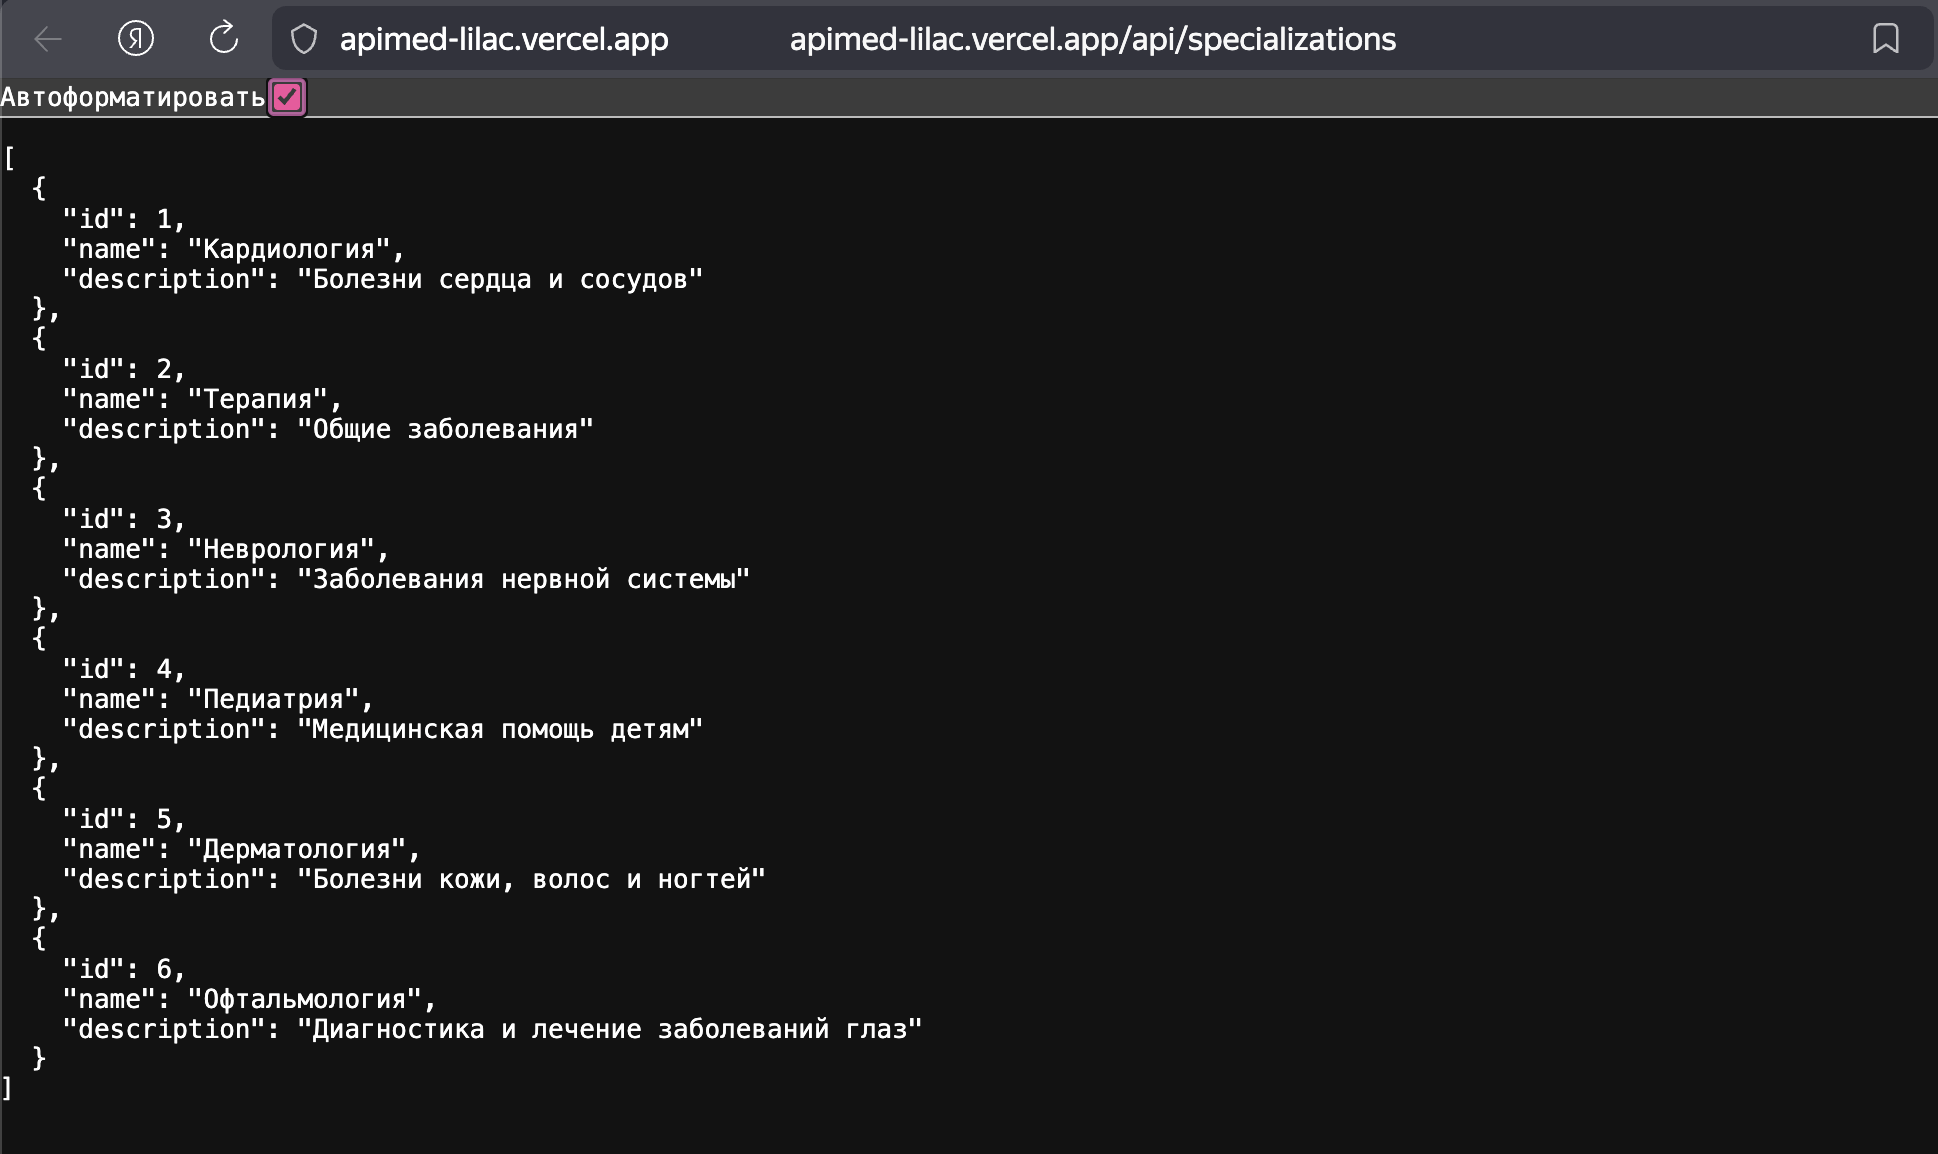 apimed-lilac.vercel.app apimed-lilac.vercel.app/api/specializations
Автоформатировать
[
  {
    "id": 1,
    "name": "Кардиология",
    "description": "Болезни сердца и сосудов"
  },
  {
    "id": 2,
    "name": "Терапия",
    "description": "Общие заболевания"
  },
  {
    "id": 3,
    "name": "Неврология",
    "description": "Заболевания нервной системы"
  },
  {
    "id": 4,
    "name": "Педиатрия",
    "description": "Медицинская помощь детям"
  },
  {
    "id": 5,
    "name": "Дерматология",
    "description": "Болезни кожи, волос и ногтей"
  },
  {
    "id": 6,
    "name": "Офтальмология",
    "description": "Диагностика и лечение заболеваний глаз"
  }
]